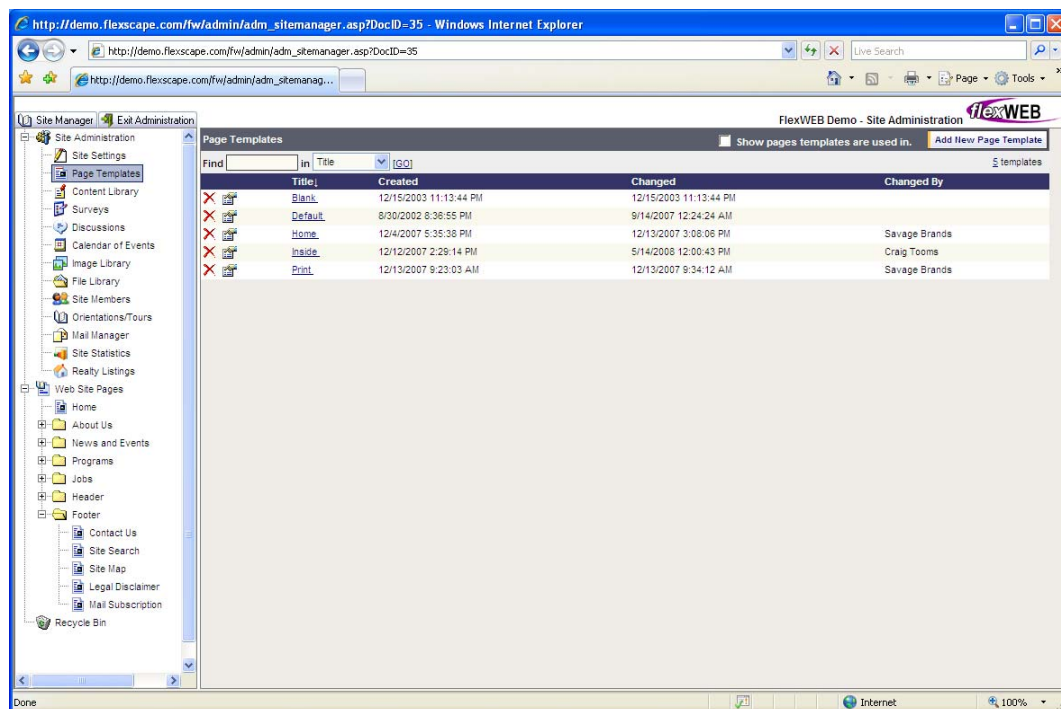 http://demo.flexscape.com/fw/admin/adm_sitemanager.asp?DocID=35 - Windows Internet Explorer
http://demo.flexscape.com/fw/admin/adm_sitemanager.asp?DocID=35
Live Search
http://demo.flexscape.com/fw/admin/adm_sitemanag...
Page
Tools
Site Manager
Exit Administration
FlexWEB Demo - Site Administration
flexWEB
Site Administration
Site Settings
Page Templates
Content Library
Surveys
Discussions
Calendar of Events
Image Library
File Library
Site Members
Orientations/Tours
Mail Manager
Site Statistics
Realty Listings
Web Site Pages
Home
About Us
News and Events
Programs
Jobs
Header
Footer
Contact Us
Site Search
Site Map
Legal Disclaimer
Mail Subscription
Recycle Bin
Page Templates
Show pages templates are used in.
Add New Page Template
Find in Title [GO]
5 templates
Title↓ Created Changed Changed By
Blank 12/15/2003 11:13:44 PM 12/15/2003 11:13:44 PM
Default 8/30/2002 8:36:55 PM 9/14/2007 12:24:24 AM
Home 12/4/2007 5:35:38 PM 12/13/2007 3:08:06 PM Savage Brands
Inside 12/12/2007 2:29:14 PM 5/14/2008 12:00:43 PM Craig Tooms
Print 12/13/2007 9:23:03 AM 12/13/2007 9:34:12 AM Savage Brands
Done
Internet
100%